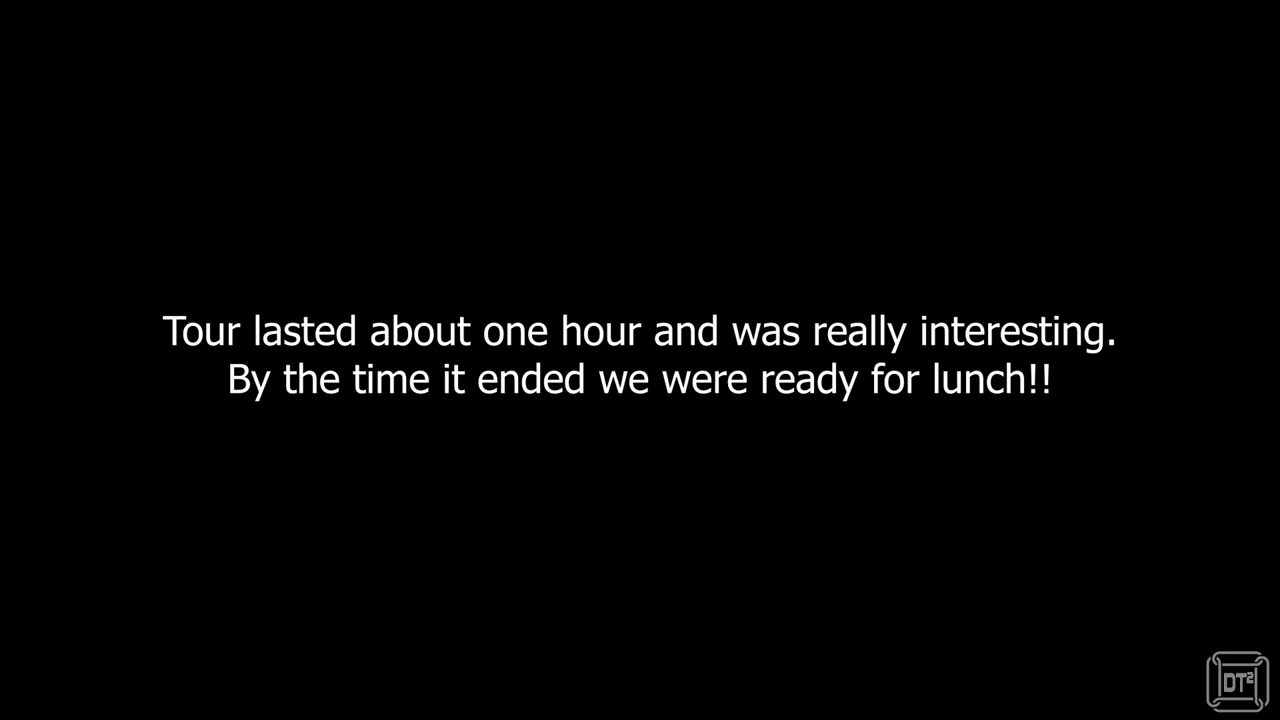 Tour lasted about one hour and was really interesting.
By the time it ended we were ready for lunch!!
DT²